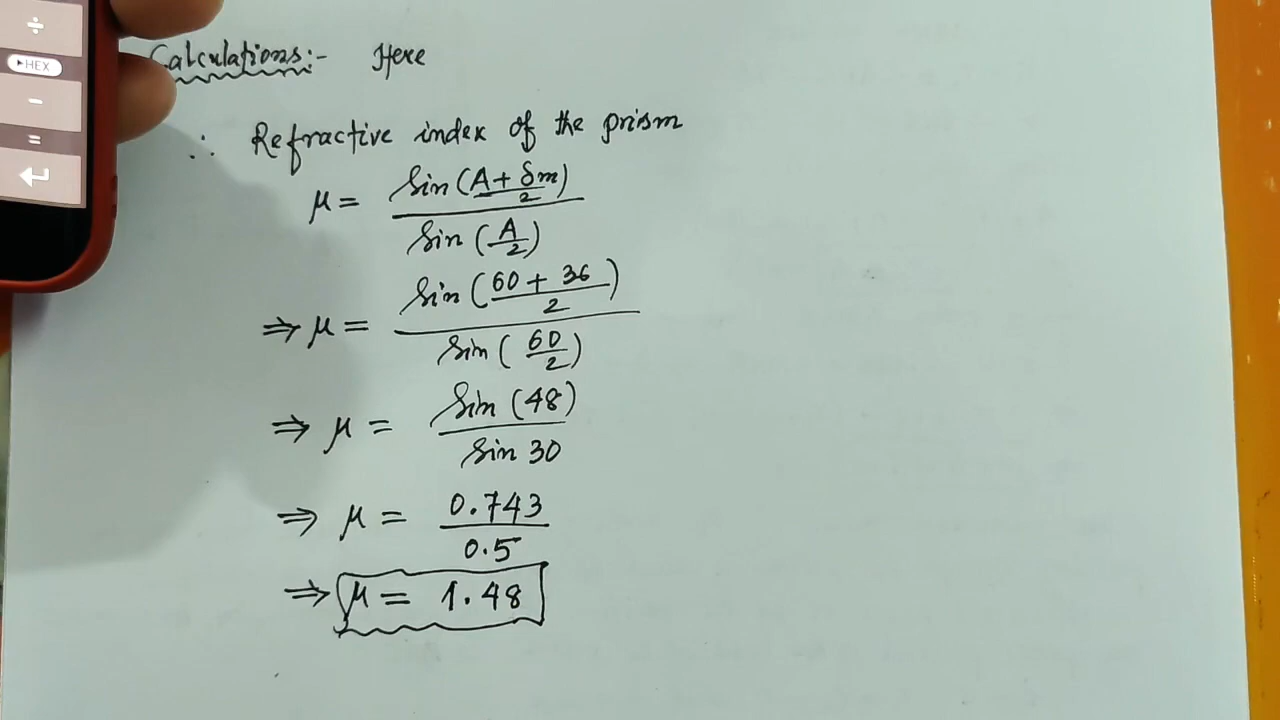 ÷
▸HEX
−
=
Calculations:- Here
∴ Refractive index of the prism
μ = sin(A + δm / 2) / sin(A / 2)
⇒ μ = sin(60 + 36 / 2) / sin(60 / 2)
⇒ μ = sin(48) / sin 30
⇒ μ = 0.743 / 0.5
⇒ μ = 1.48